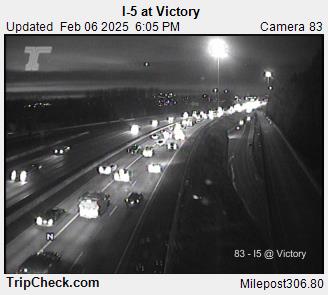 I-5 at Victory
Updated Feb 06 2025 6:05 PM Camera 83
T
N
83 - I5 @ Victory
TripCheck.com Milepost306.80